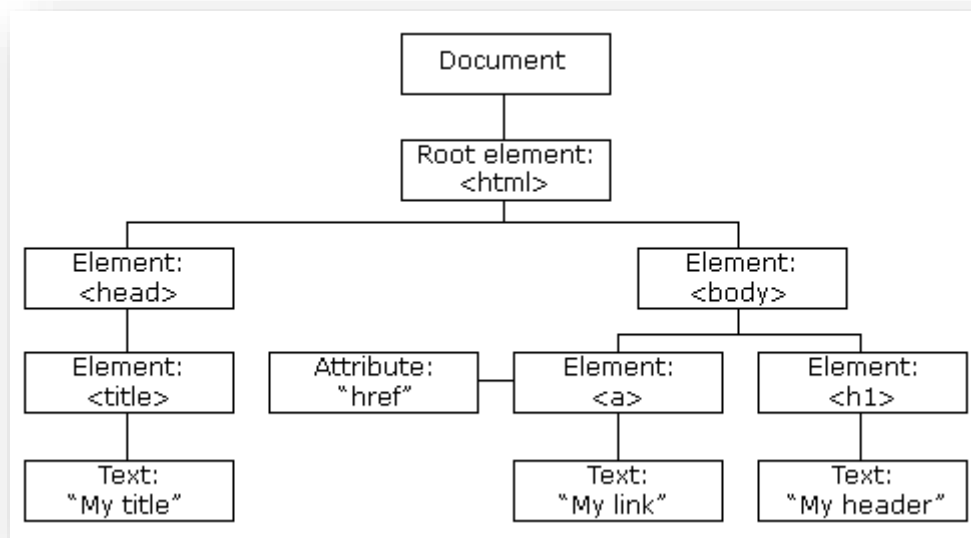 Document
Root element:
<html>
Element:
<head>
Element:
<body>
Element:
<title>
Attribute:
“href”
Element:
<a>
Element:
<h1>
Text:
“My title”
Text:
“My link”
Text:
“My header”